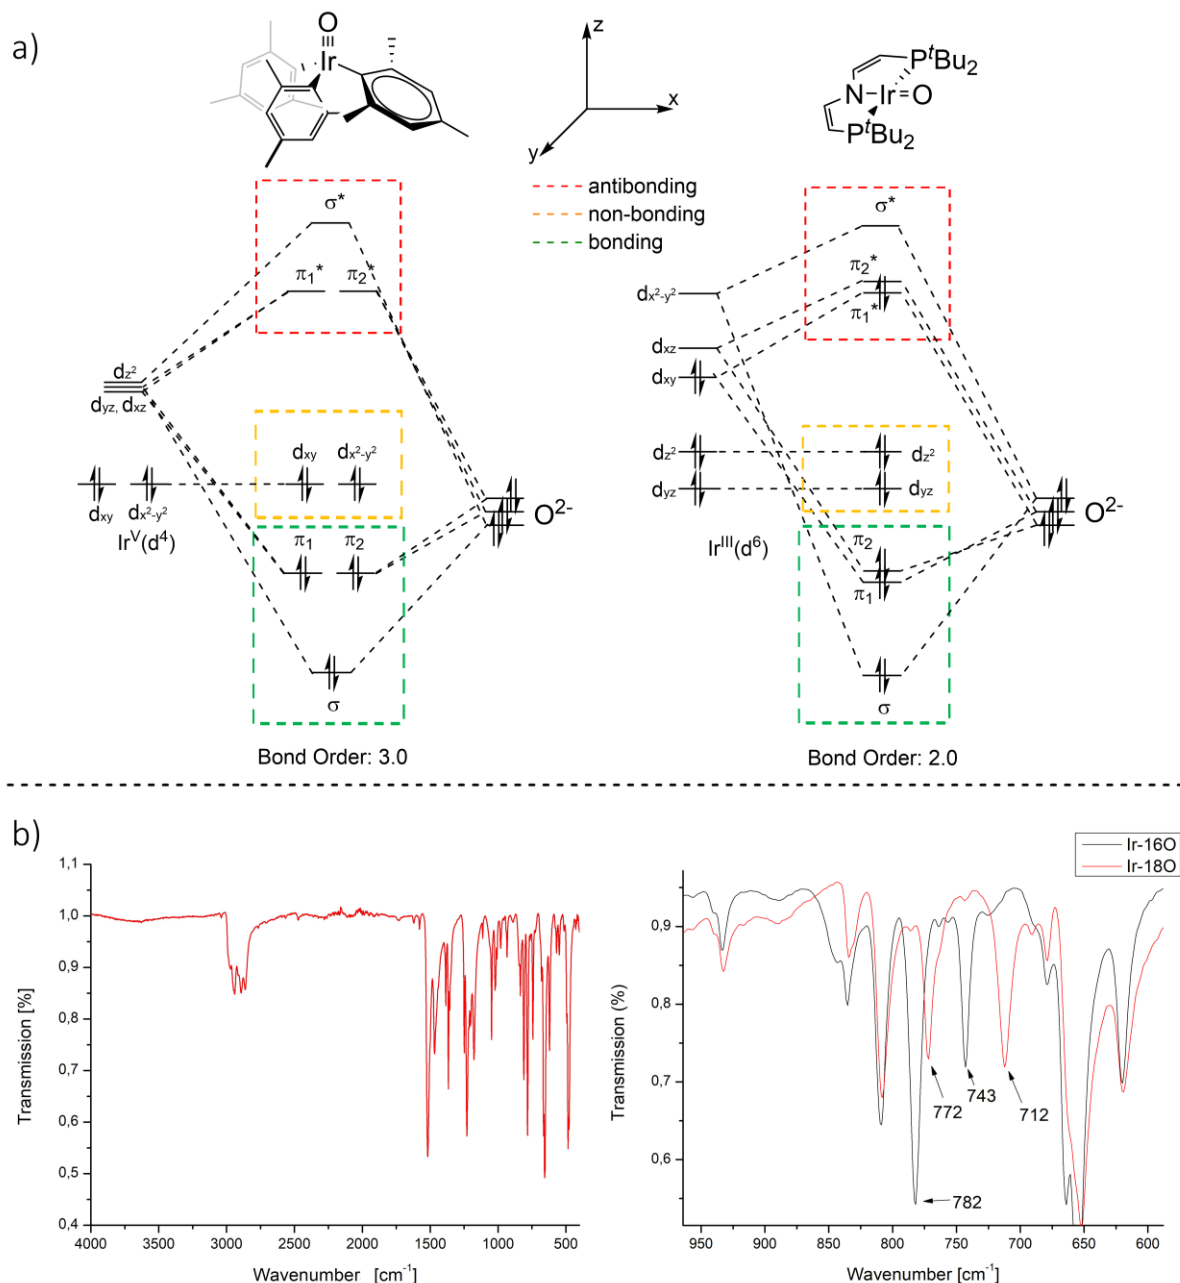 a)
O
Ir
z
x
y
PᵗBu₂
N Ir O
PᵗBu₂
antibonding
non-bonding
bonding
σ*
π₁* π₂*
dz²
dyz, dxz
dxy dx²-y²
dxy dx²-y²
Irⱽ(d⁴)
O²⁻
π₁ π₂
σ
Bond Order: 3.0
σ*
π₂*
π₁*
dx²-y²
dxz
dxy
dz² dz²
dyz dyz
Irᴵᴵᴵ(d⁶)
O²⁻
π₂
π₁
σ
Bond Order: 2.0
b)
1,1
1,0
0,9
0,8
0,7
0,6
0,5
0,4
Transmission [%]
4000 3500 3000 2500 2000 1500 1000 500
Wavenumber [cm⁻¹]
Ir-16O
Ir-18O
0,9
0,8
0,7
0,6
Transmission (%)
772
743
712
782
950 900 850 800 750 700 650 600
Wavenumber [cm⁻¹]